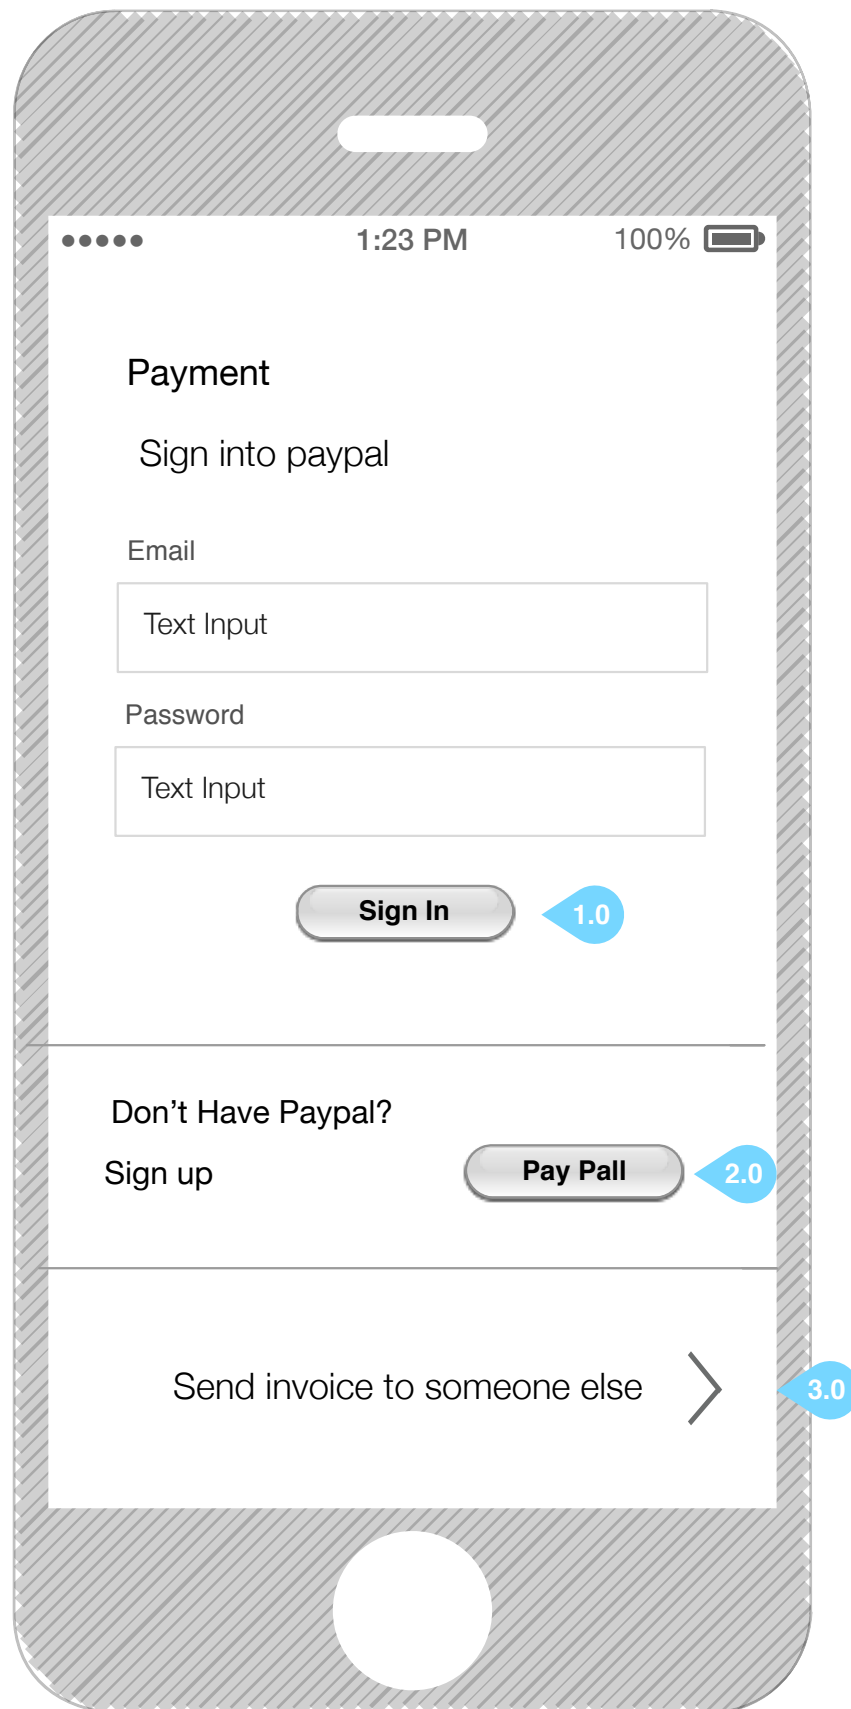 1:23 PM 100%
Payment
Sign into paypal
Email
Text Input
Password
Text Input
Sign In 1.0
Don’t Have Paypal?
Sign up Pay Pall 2.0
Send invoice to someone else 3.0